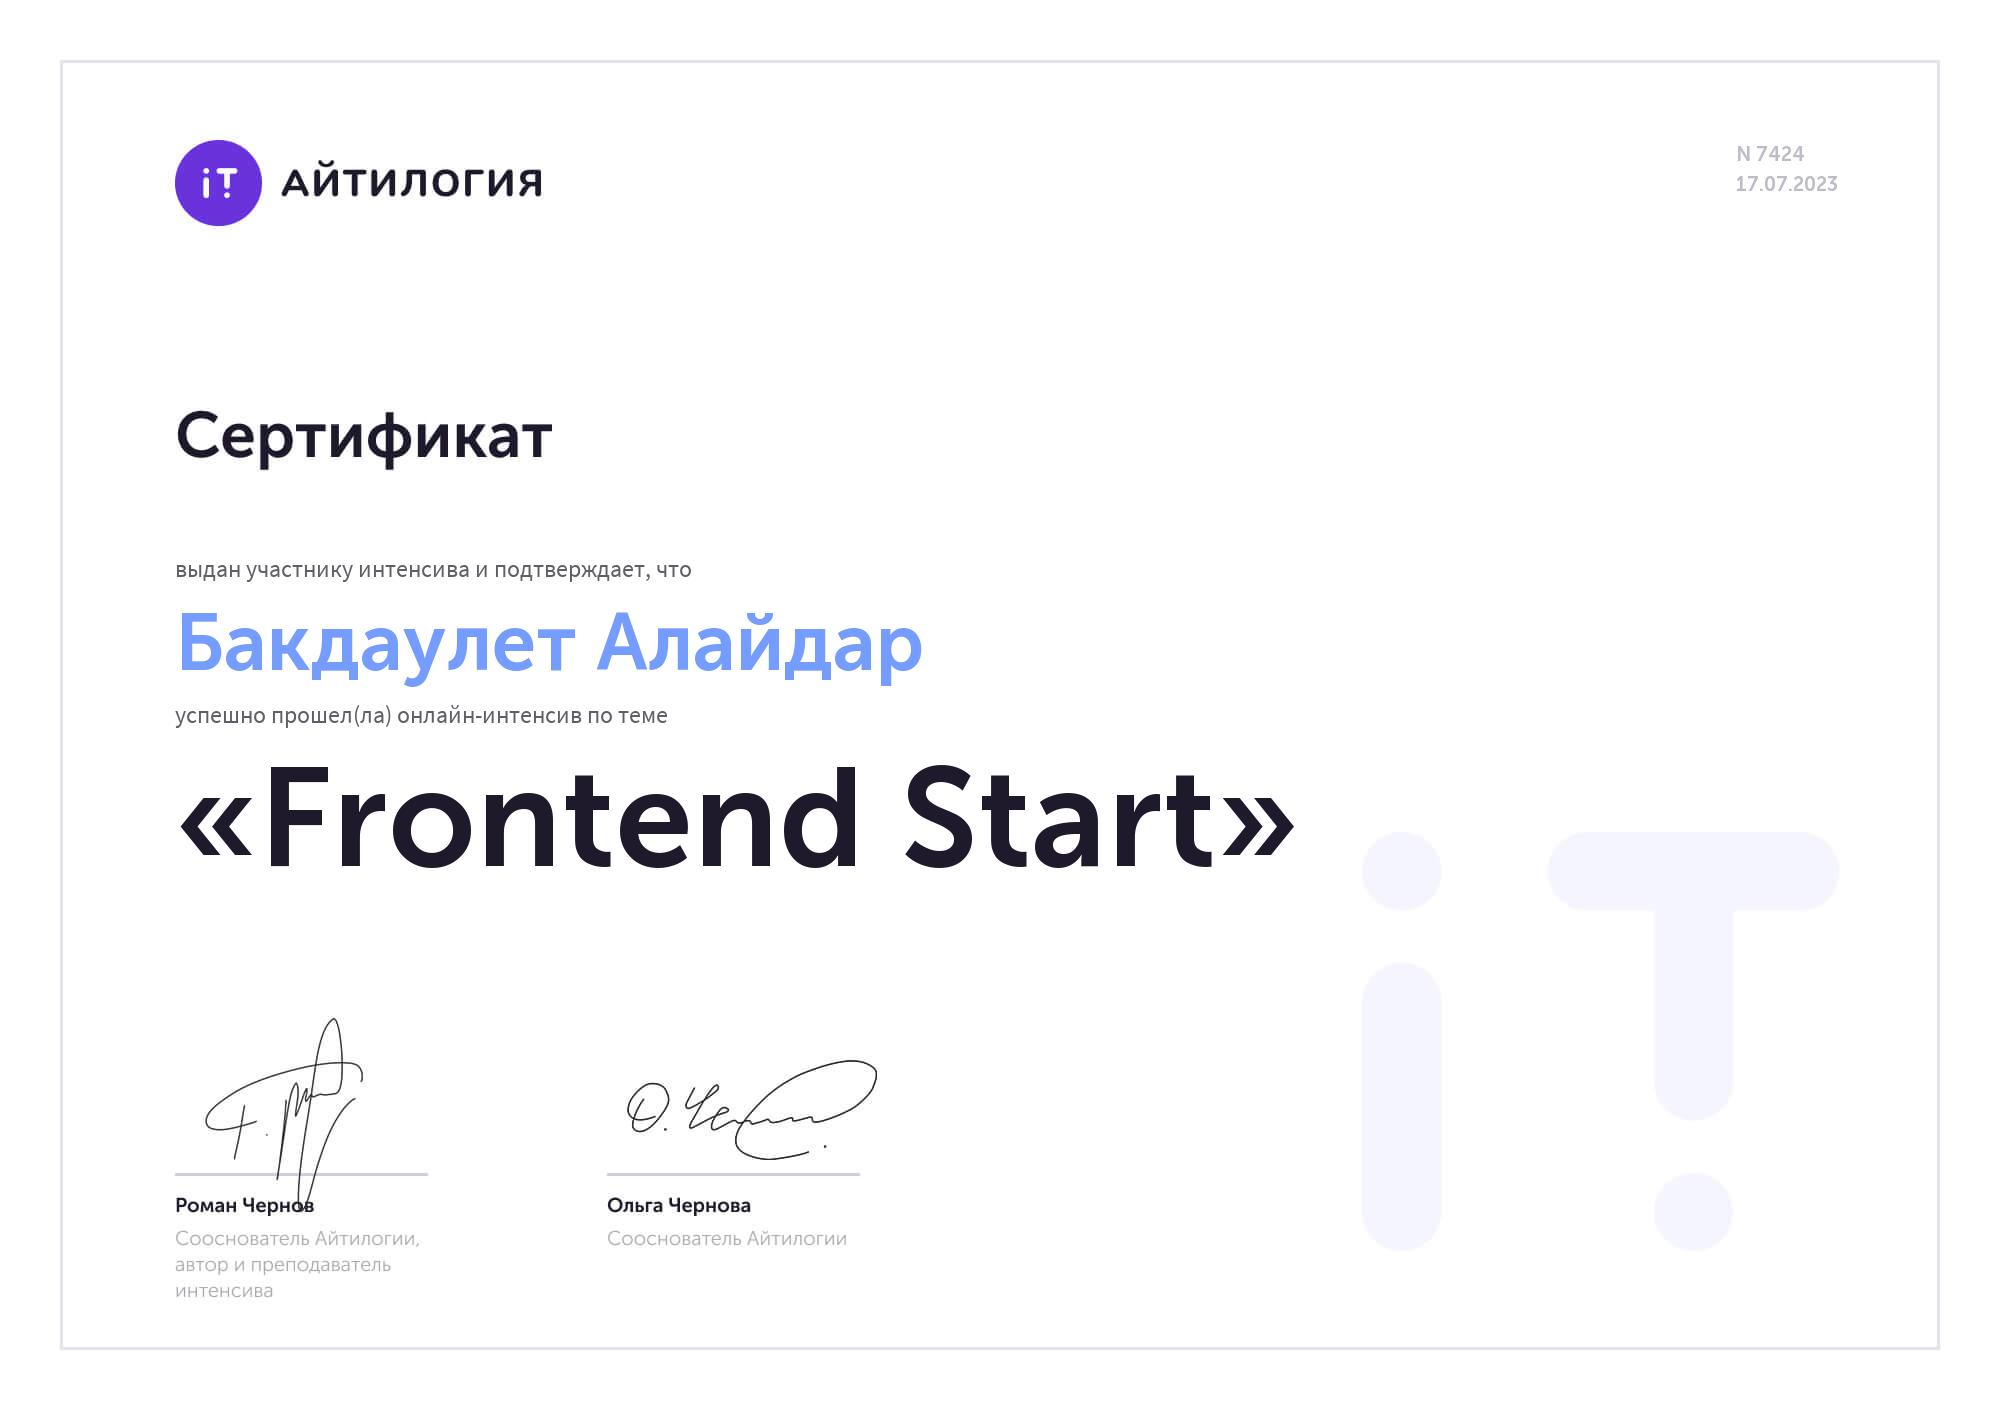 iT АЙТИЛОГИЯ
N 7424
17.07.2023
Сертификат
выдан участнику интенсива и подтверждает, что
Бакдаулет Алайдар
успешно прошел(ла) онлайн-интенсив по теме
«Frontend Start»
iT
Роман Чернов
Сооснователь Айтилогии,
автор и преподаватель
интенсива
О. Чернова
Ольга Чернова
Сооснователь Айтилогии